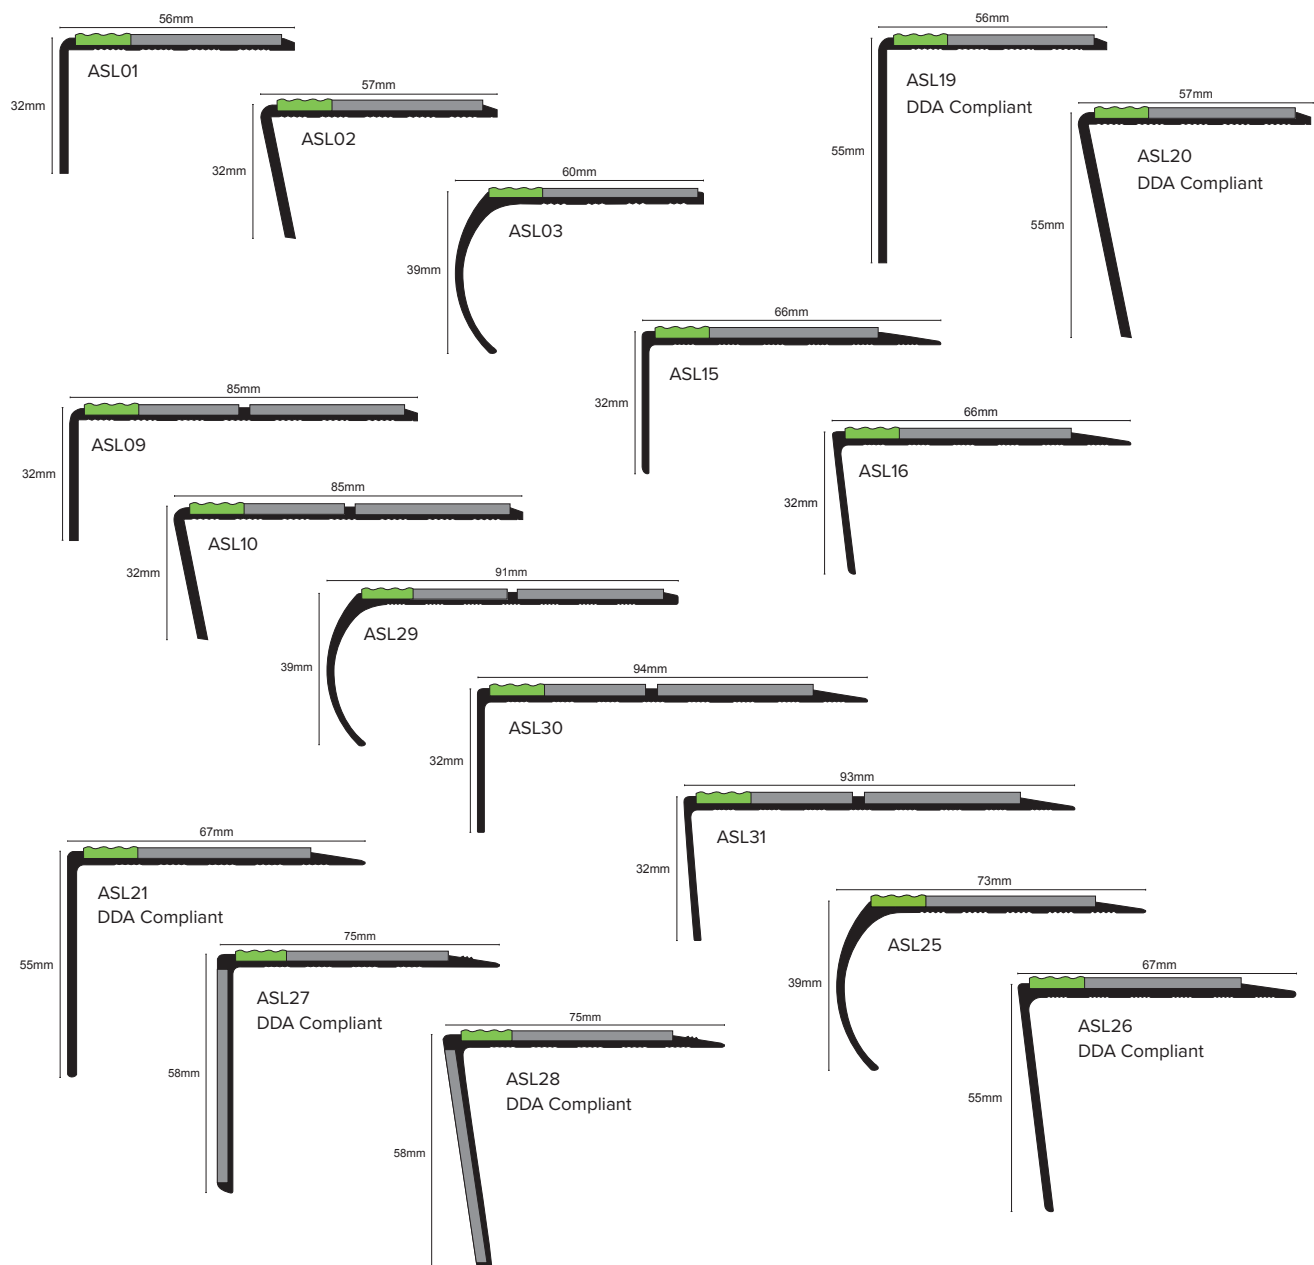 56mm
32mm
ASL01
57mm
32mm
ASL02
60mm
39mm
ASL03
56mm
55mm
ASL19
DDA Compliant
57mm
55mm
ASL20
DDA Compliant
66mm
32mm
ASL15
85mm
32mm
ASL09
66mm
32mm
ASL16
85mm
32mm
ASL10
91mm
39mm
ASL29
94mm
32mm
ASL30
93mm
32mm
ASL31
67mm
55mm
ASL21
DDA Compliant
73mm
39mm
ASL25
75mm
58mm
ASL27
DDA Compliant
67mm
55mm
ASL26
DDA Compliant
75mm
58mm
ASL28
DDA Compliant